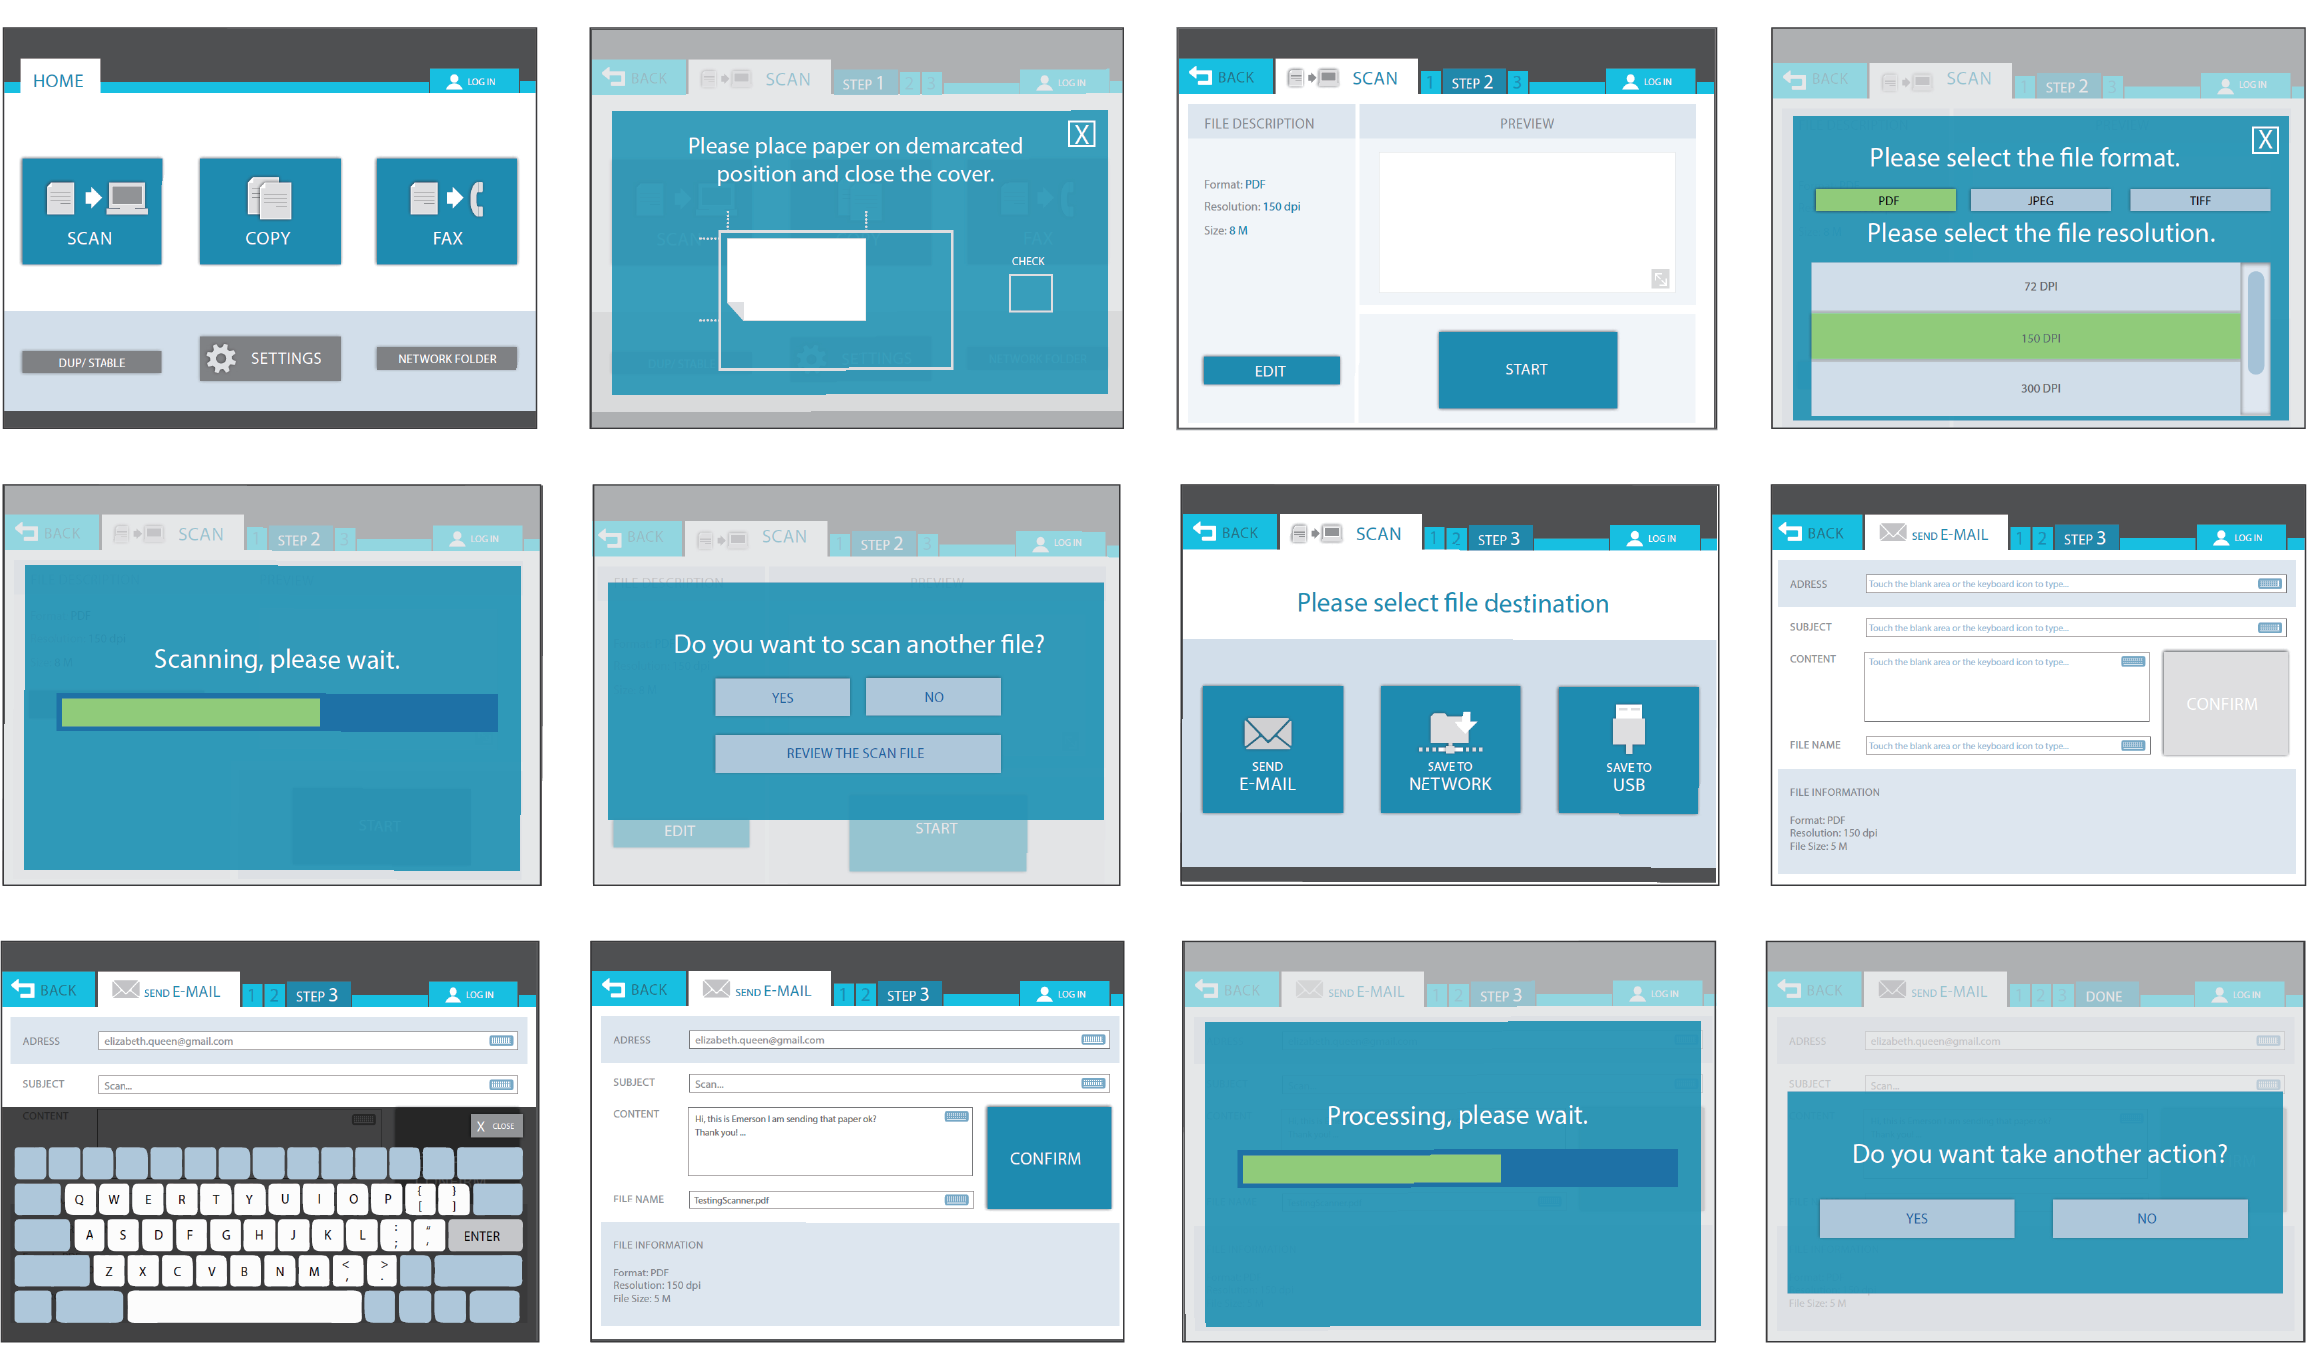 HOME
LOG IN
SCAN
COPY
FAX
DUP/ STABLE
SETTINGS
NETWORK FOLDER
BACK
SCAN
STEP 1
2
3
LOG IN
Please place paper on demarcated
position and close the cover.
X
SCAN
FAX
CHECK
DUP/ STABLE
SETTINGS
NETWORK FOLDER
BACK
SCAN
1
STEP 2
3
LOG IN
FILE DESCRIPTION
PREVIEW
Format: PDF
Resolution: 150 dpi
Size: 8 M
EDIT
START
BACK
SCAN
1
STEP 2
3
LOG IN
Please select the file format.
X
PDF
JPEG
TIFF
Please select the file resolution.
72 DPI
150 DPI
300 DPI
BACK
SCAN
1
STEP 2
3
LOG IN
PDF
150 dpi
8 M
Scanning, please wait.
START
BACK
SCAN
1
STEP 2
3
LOG IN
FILE DESCRIPTION
PREVIEW
Do you want to scan another file?
YES
NO
REVIEW THE SCAN FILE
EDIT
START
BACK
SCAN
1
2
STEP 3
LOG IN
Please select file destination
SEND
E-MAIL
SAVE TO
NETWORK
SAVE TO
USB
BACK
SEND E-MAIL
1
2
STEP 3
LOG IN
ADRESS
Touch the blank area or the keyboard icon to type...
SUBJECT
Touch the blank area or the keyboard icon to type...
CONTENT
Touch the blank area or the keyboard icon to type...
CONFIRM
FILE NAME
Touch the blank area or the keyboard icon to type...
FILE INFORMATION
Format: PDF
Resolution: 150 dpi
File Size: 5 M
BACK
SEND E-MAIL
1
2
STEP 3
LOG IN
ADRESS
elizabeth.queen@gmail.com
SUBJECT
Scan...
CONTENT
X CLOSE
Q W E R T Y U I O P { [ } ]
A S D F G H J K L : ; " ' ENTER
Z X C V B N M < , > .
BACK
SEND E-MAIL
1
2
STEP 3
LOG IN
ADRESS
elizabeth.queen@gmail.com
SUBJECT
Scan...
CONTENT
Hi, this is Emerson I am sending that paper ok?
Thank you! ...
CONFIRM
FILF NAME
TestingScanner.pdf
FILE INFORMATION
Format: PDF
Resolution: 150 dpi
File Size: 5 M
BACK
SEND E-MAIL
1
2
STEP 3
LOG IN
Processing, please wait.
BACK
SEND E-MAIL
1
2
3
DONE
LOG IN
ADRESS
elizabeth.queen@gmail.com
SUBJECT
Scan...
Do you want take another action?
YES
NO
File Size: 5 M